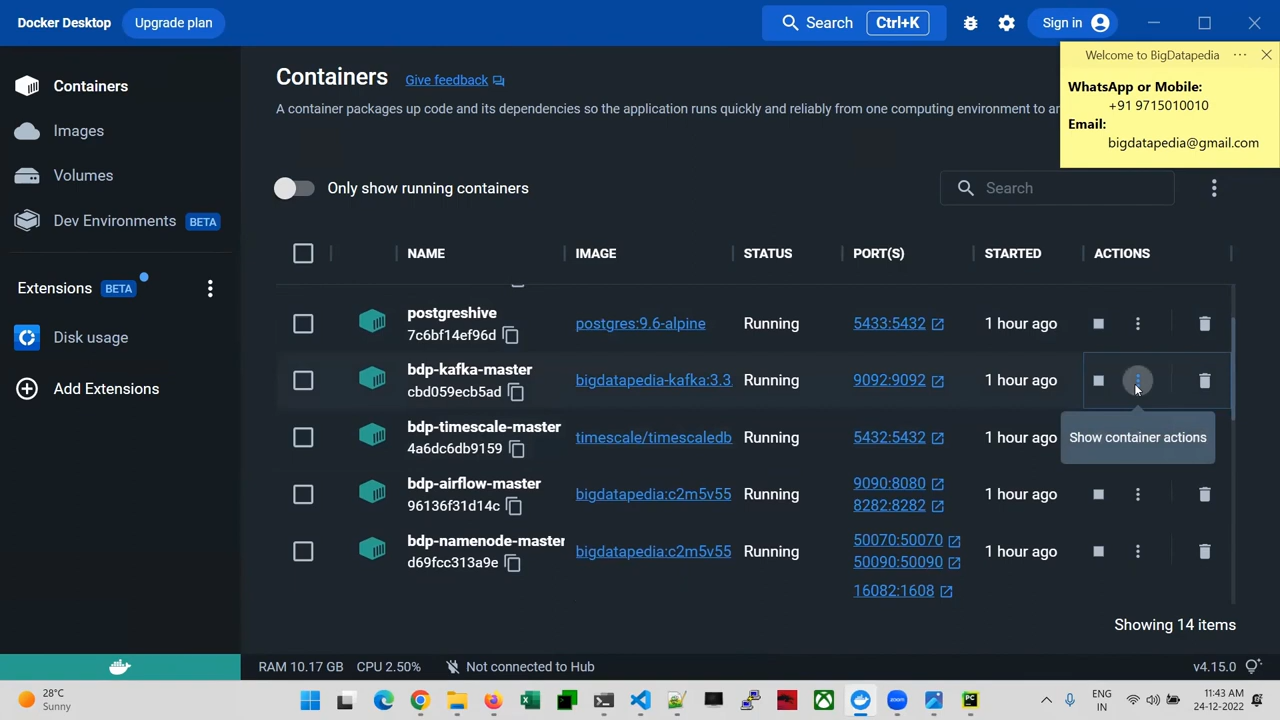 Docker Desktop
Upgrade plan
Search
Ctrl+K
Sign in
Welcome to BigDatapedia
WhatsApp or Mobile:
+91 9715010010
Email:
bigdatapedia@gmail.com
Containers
Images
Volumes
Dev Environments BETA
Extensions BETA
Disk usage
Add Extensions
Containers Give feedback
A container packages up code and its dependencies so the application runs quickly and reliably from one computing environment to
Only show running containers
Search
NAME IMAGE STATUS PORT(S) STARTED ACTIONS
postgreshive postgres:9.6-alpine Running 5433:5432 1 hour ago
7c6bf14ef96d
bdp-kafka-master bigdatapedia-kafka:3.3 Running 9092:9092 1 hour ago
cbd059ecb5ad
bdp-timescale-master timescale/timescaledb Running 5432:5432 1 hour ago
4a6dc6db9159
Show container actions
bdp-airflow-master bigdatapedia:c2m5v55 Running 9090:8080 1 hour ago
96136f31d14c 8282:8282
bdp-namenode-master bigdatapedia:c2m5v55 Running 50070:50070 1 hour ago
d69fcc313a9e 50090:50090
16082:1608
Showing 14 items
RAM 10.17 GB CPU 2.50% Not connected to Hub
v4.15.0
28°C
Sunny
ENG
IN
11:43 AM
24-12-2022